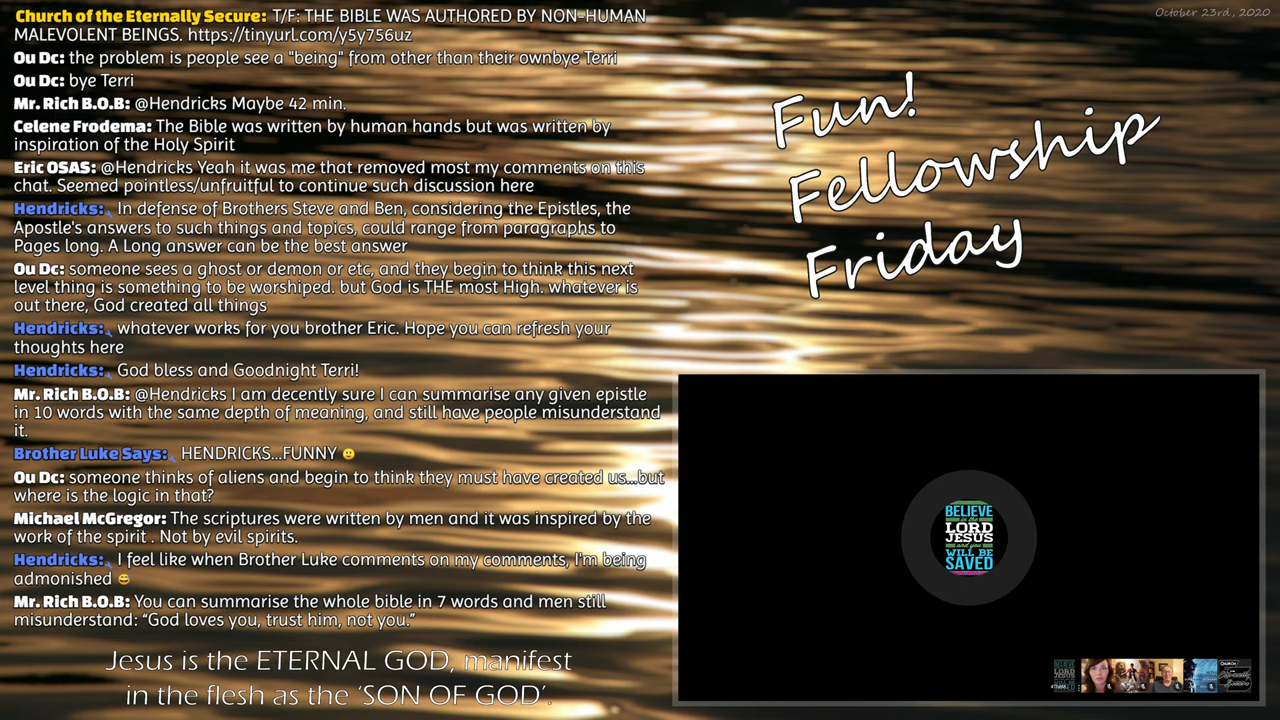 Church of the Eternally Secure: T/F: THE BIBLE WAS AUTHORED BY NON-HUMAN
MALEVOLENT BEINGS. https://tinyurl.com/y5y756uz
Ou Dc: the problem is people see a "being" from other than their ownbye Terri
Ou Dc: bye Terri
Mr. Rich B.O.B: @Hendricks Maybe 42 min.
Celene Frodema: The Bible was written by human hands but was written by
inspiration of the Holy Spirit
Eric OSAS: @Hendricks Yeah it was me that removed most my comments on this
chat. Seemed pointless/unfruitful to continue such discussion here
Hendricks: In defense of Brothers Steve and Ben, considering the Epistles, the
Apostle's answers to such things and topics, could range from paragraphs to
Pages long. A Long answer can be the best answer
Ou Dc: someone sees a ghost or demon or etc, and they begin to think this next
level thing is something to be worshiped. but God is THE most High. whatever is
out there, God created all things
Hendricks: whatever works for you brother Eric. Hope you can refresh your
thoughts here
Hendricks: God bless and Goodnight Terri!
Mr. Rich B.O.B: @Hendricks I am decently sure I can summarise any given epistle
in 10 words with the same depth of meaning, and still have people misunderstand
it.
Brother Luke Says: HENDRICKS...FUNNY 🙂
Ou Dc: someone thinks of aliens and begin to think they must have created us...but
where is the logic in that?
Michael McGregor: The scriptures were written by men and it was inspired by the
work of the spirit . Not by evil spirits.
Hendricks: I feel like when Brother Luke comments on my comments, I'm being
admonished 😅
Mr. Rich B.O.B: You can summarise the whole bible in 7 words and men still
misunderstand: “God loves you, trust him, not you.”
Jesus is the ETERNAL GOD, manifest
in the flesh as the ‘SON OF GOD’.
October 23rd, 2020
Fun!
Fellowship
Friday
BELIEVE
in the
LORD
JESUS
and you
WILL BE
SAVED